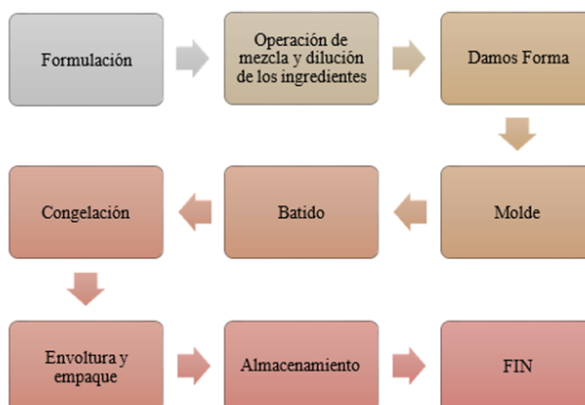 Formulación
Operación de
mezcla y dilución
de los ingredientes
Damos Forma
Molde
Batido
Congelación
Envoltura y
empaque
Almacenamiento
FIN